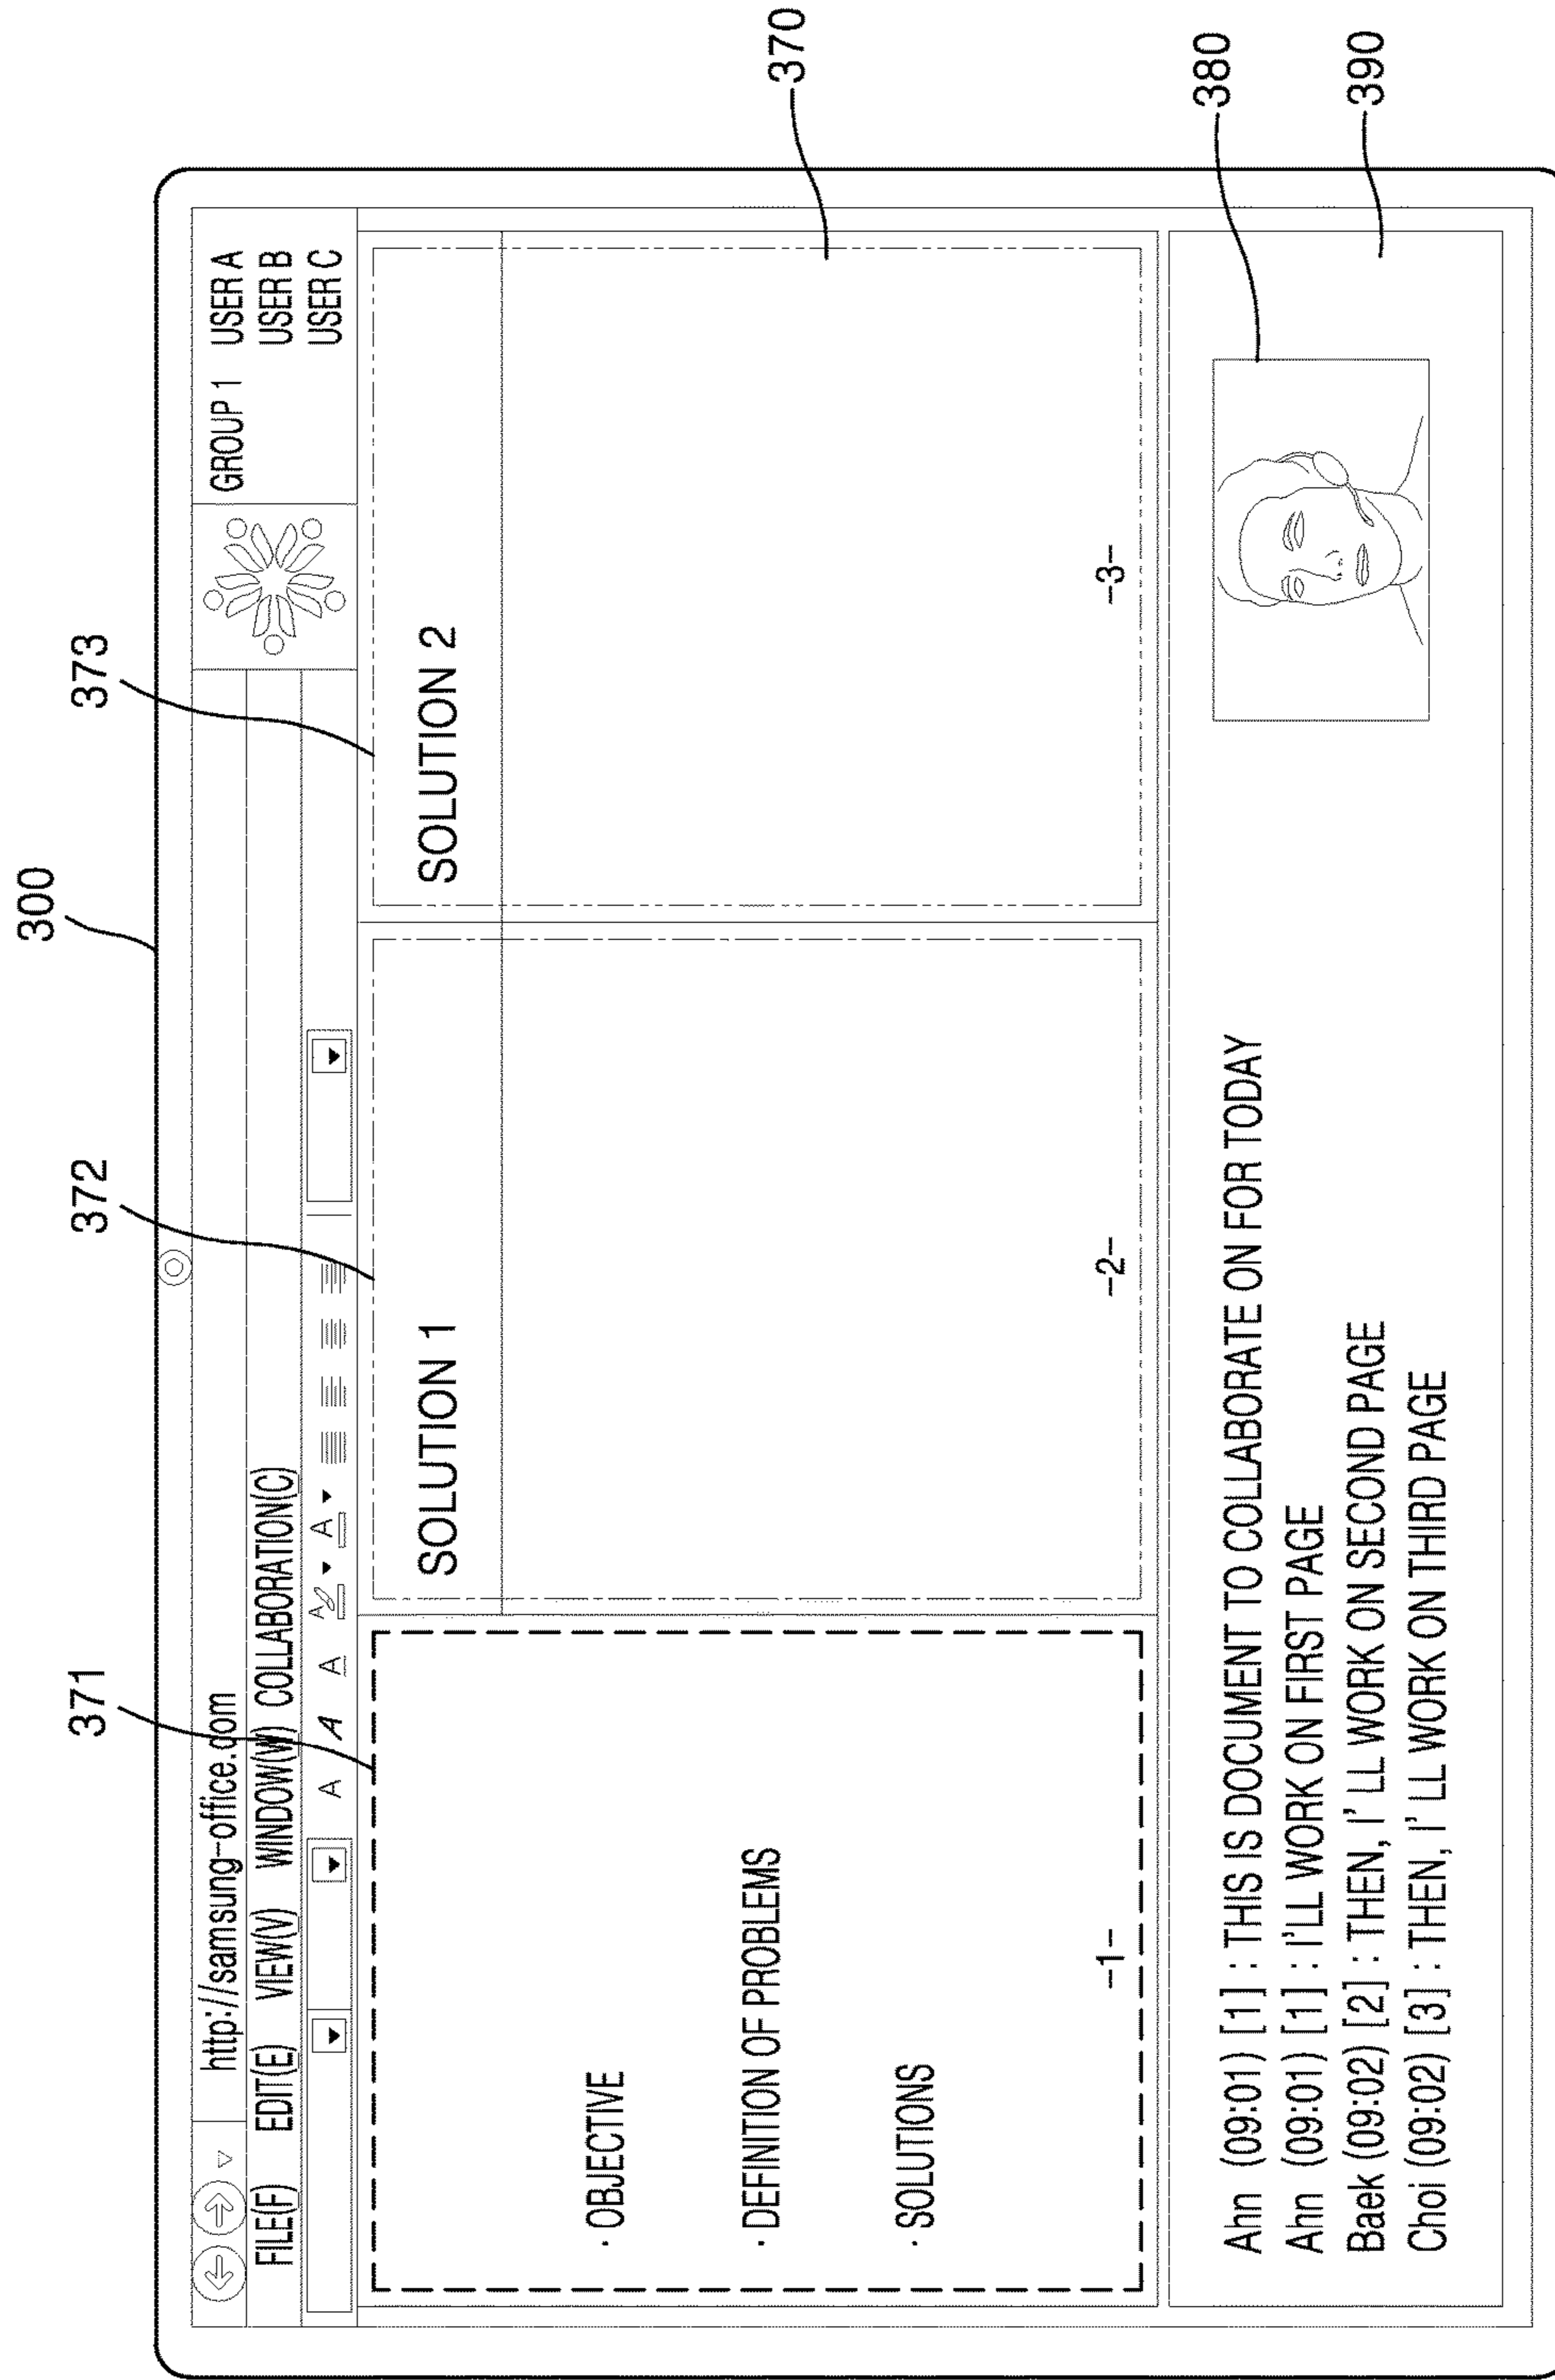 300
371
372
373
http://samsung-office.com
FILE(F) EDIT(E) VIEW(V) WINDOW(W) COLLABORATION(C)
A A A A A
GROUP 1 USER A
USER B
USER C
· OBJECTIVE
· DEFINITION OF PROBLEMS
· SOLUTIONS
-1-
SOLUTION 1
-2-
SOLUTION 2
-3-
370
Ahn (09:01) [1] : THIS IS DOCUMENT TO COLLABORATE ON FOR TODAY
Ahn (09:01) [1] : I'LL WORK ON FIRST PAGE
Baek (09:02) [2] : THEN, I' LL WORK ON SECOND PAGE
Choi (09:02) [3] : THEN, I' LL WORK ON THIRD PAGE
380
390